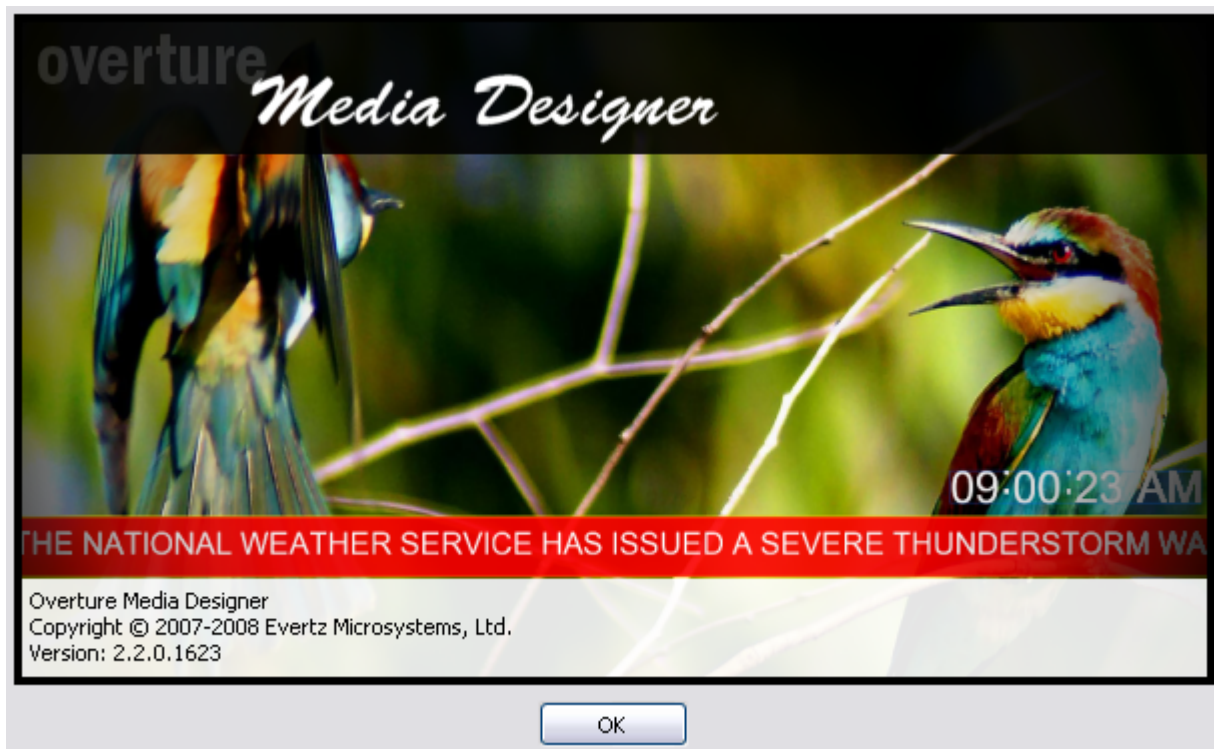 overture
Media Designer
09:00:23 AM
THE NATIONAL WEATHER SERVICE HAS ISSUED A SEVERE THUNDERSTORM WA
Overture Media Designer
Copyright © 2007-2008 Evertz Microsystems, Ltd.
Version: 2.2.0.1623
OK